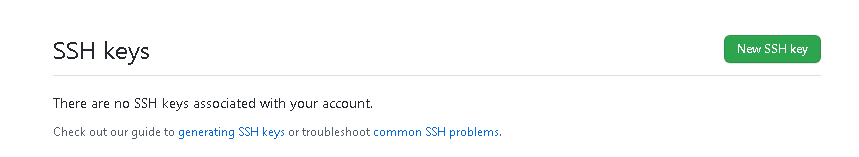 SSH keys
New SSH key
There are no SSH keys associated with your account.
Check out our guide to generating SSH keys or troubleshoot common SSH problems.